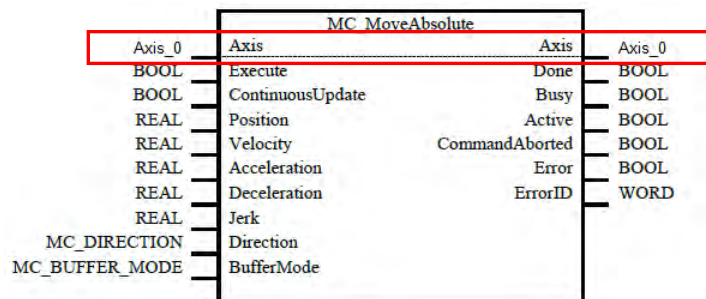 MC_MoveAbsolute
Axis_0 Axis Axis Axis_0
BOOL Execute Done BOOL
BOOL ContinuousUpdate Busy BOOL
REAL Position Active BOOL
REAL Velocity CommandAborted BOOL
REAL Acceleration Error BOOL
REAL Deceleration ErrorID WORD
REAL Jerk
MC_DIRECTION Direction
MC_BUFFER_MODE BufferMode